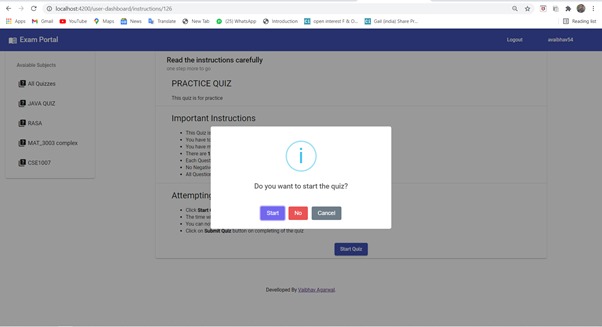 localhost:4200/user-dashboard/instructions/126
Apps Gmail YouTube Maps News Translate New Tab (25) WhatsApp Introduction open interest F & O... Gail (India) Share Pr... Reading list
Exam Portal Logout avaibhav54
Available Subjects
All Quizzes
JAVA QUIZ
RASA
MAT_3003 complex
CSE1007
Read the instructions carefully
one step more to go
PRACTICE QUIZ
This quiz is for practice
Important Instructions
This Quiz is
You have to
You have
There are
Each Quest
No Negativ
All Question
i
Do you want to start the quiz?
Start No Cancel
Attempting
Click Start
The time w
You can no
Click on Submit Quiz button on completing of the quiz
Start Quiz
Developed By Vaibhav Aggarwal